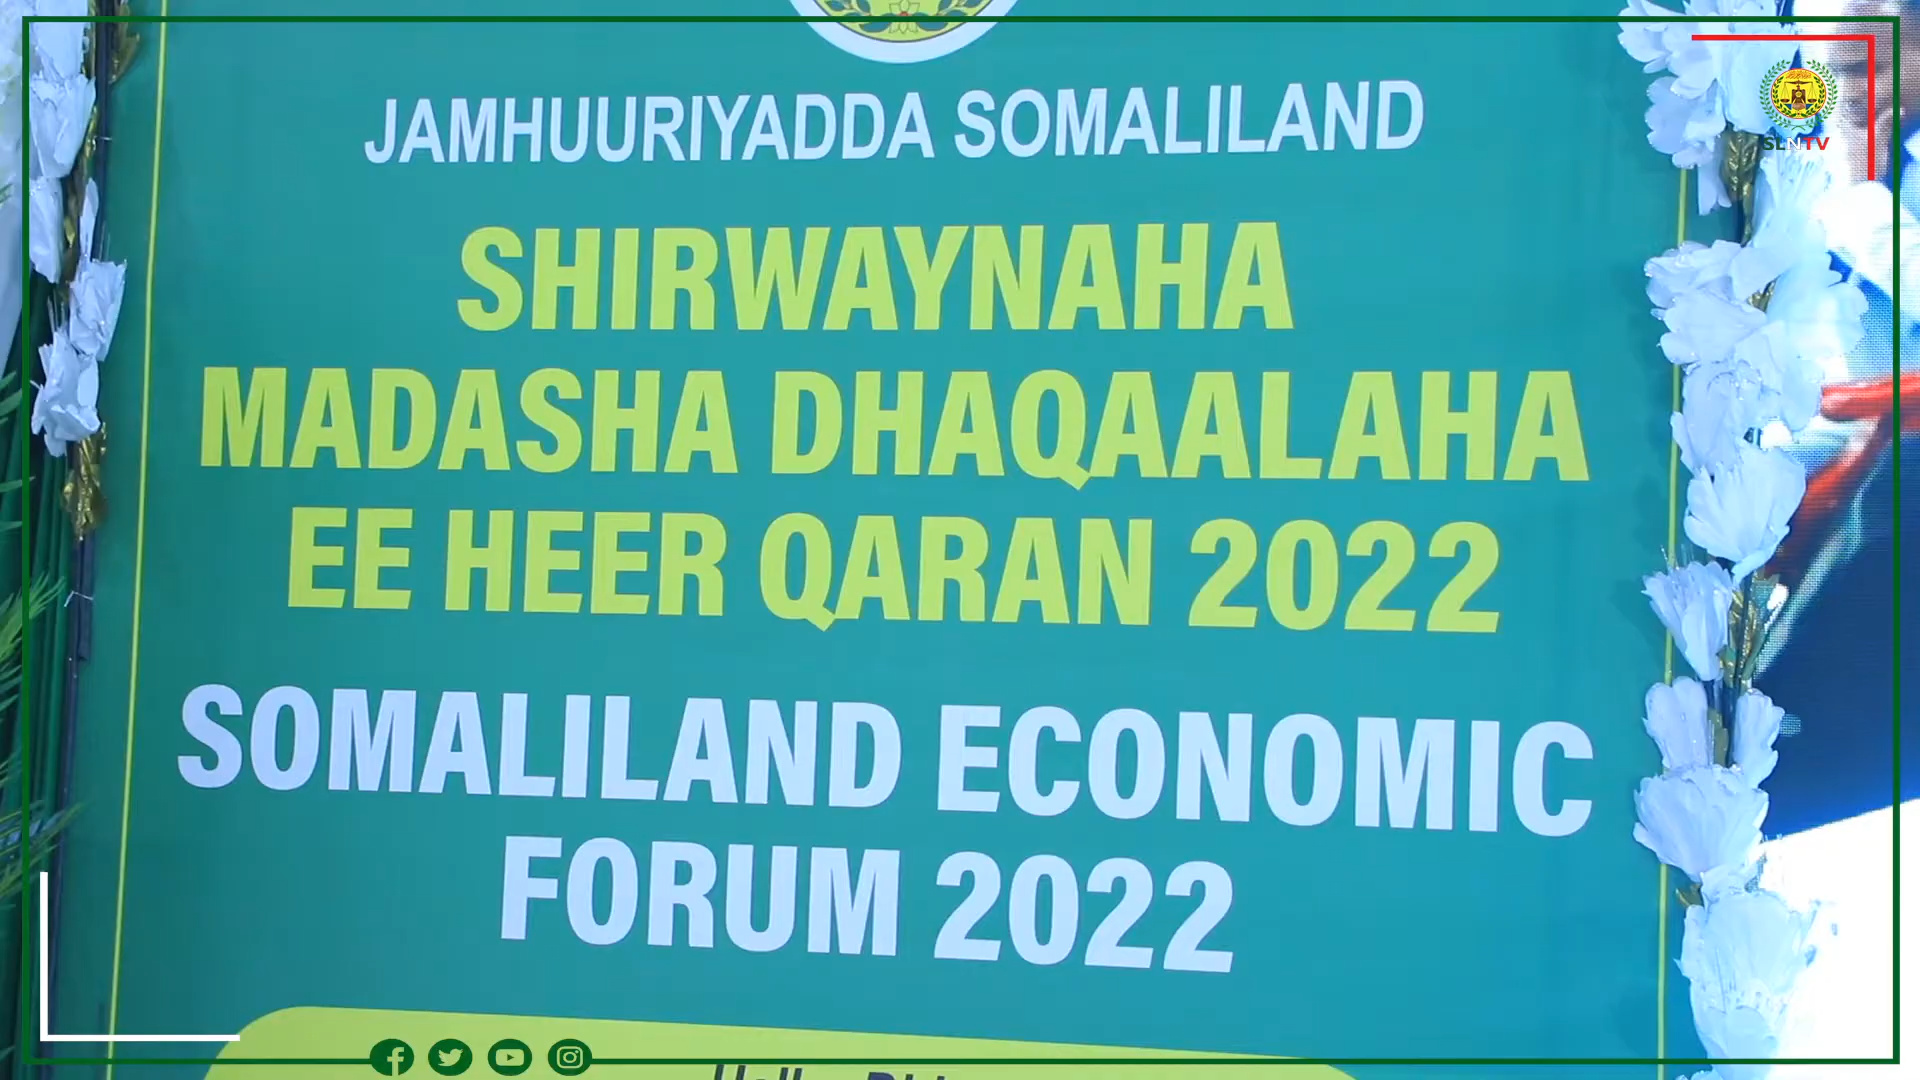 SLNTV
JAMHUURIYADDA SOMALILAND
SHIRWAYNAHA
MADASHA DHAQAALAHA
EE HEER QARAN 2022
SOMALILAND ECONOMIC
FORUM 2022